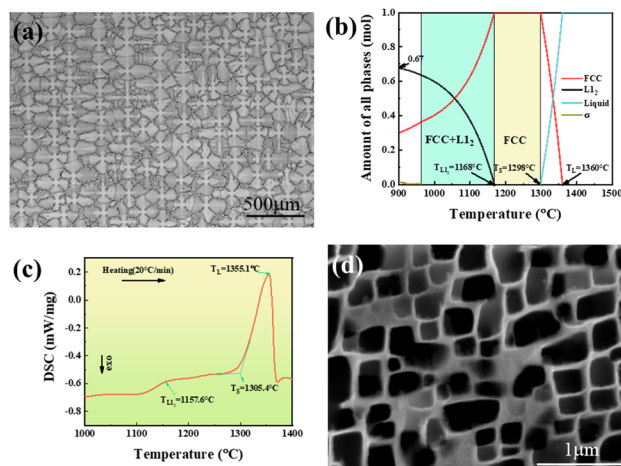 (a)
500μm
(b)
Amount of all phases (mol)
1.0
0.8
0.6
0.4
0.2
0.0
0.67
FCC
L1₂
Liquid
σ
FCC+L1₂
FCC
T_L1₂=1168°C
T_S=1298°C
T_L=1360°C
900 1000 1100 1200 1300 1400 1500
Temperature (°C)
(c)
DSC (mW/mg)
0.2
0.0
-0.2
-0.4
-0.6
-0.8
Heating(20°C/min)
T_L=1355.1°C
exo
T_S=1305.4°C
T_L1₂=1157.6°C
1000 1100 1200 1300 1400
Temperature (°C)
(d)
1μm